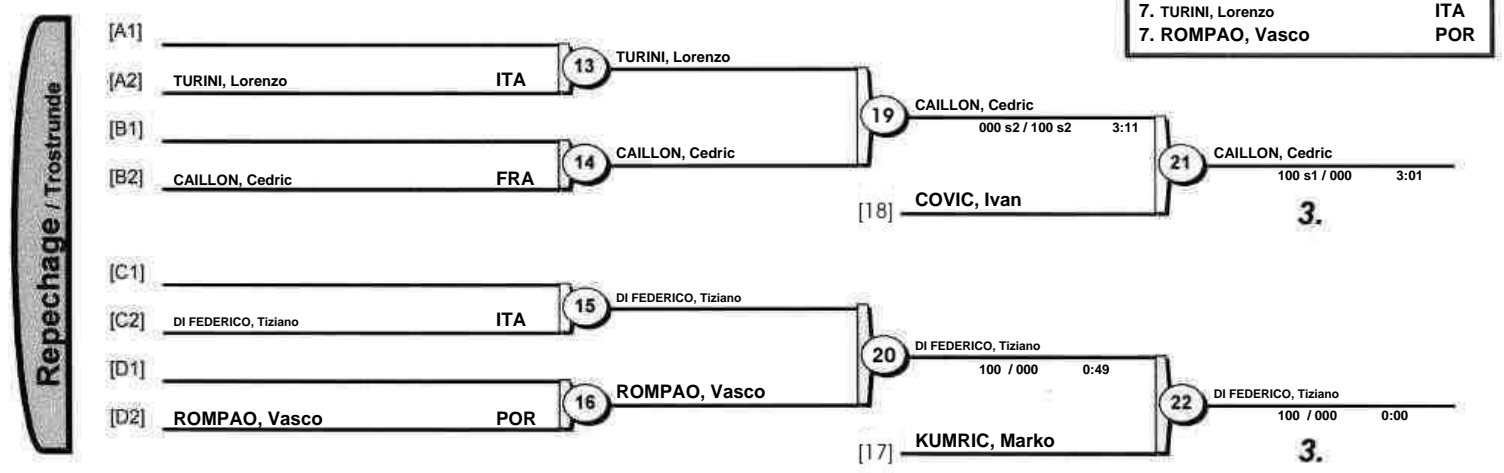 7. TURINI, Lorenzo ITA
7. ROMPAO, Vasco POR
Repechage / Trostrunde
[A1]
[A2] TURINI, Lorenzo ITA
13 TURINI, Lorenzo
[B1]
[B2] CAILLON, Cedric FRA
14 CAILLON, Cedric
19 CAILLON, Cedric
000 s2 / 100 s2 3:11
[18] COVIC, Ivan
21 CAILLON, Cedric
100 s1 / 000 3:01
3.
[C1]
[C2] DI FEDERICO, Tiziano ITA
15 DI FEDERICO, Tiziano
[D1]
[D2] ROMPAO, Vasco POR
16 ROMPAO, Vasco
20 DI FEDERICO, Tiziano
100 / 000 0:49
[17] KUMRIC, Marko
22 DI FEDERICO, Tiziano
100 / 000 0:00
3.